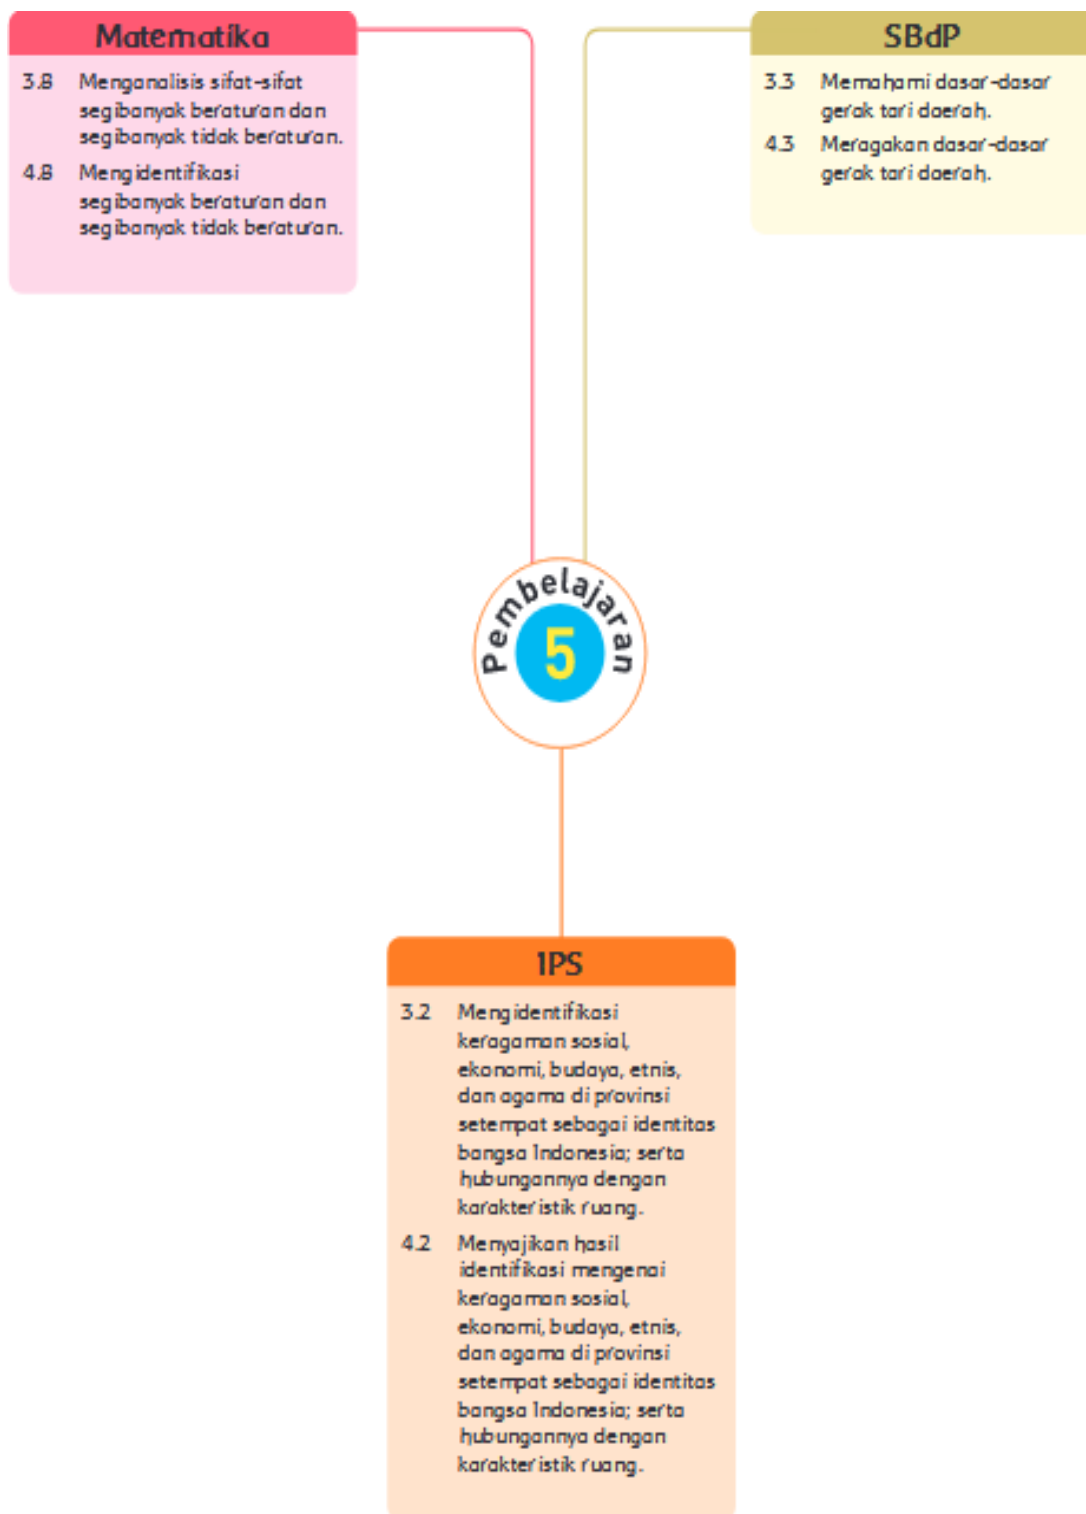 Matematika
3.8 Menganalisis sifat-sifat
segibanyak beraturan dan
segibanyak tidak beraturan.
4.8 Mengidentifikasi
segibanyak beraturan dan
segibanyak tidak beraturan.
SBdP
3.3 Memahami dasar-dasar
gerak tari daerah.
4.3 Meragakan dasar-dasar
gerak tari daerah.
Pembelajaran
5
IPS
3.2 Mengidentifikasi
keragaman sosial,
ekonomi, budaya, etnis,
dan agama di provinsi
setempat sebagai identitas
bangsa Indonesia; serta
hubungannya dengan
karakteristik ruang.
4.2 Menyajikan hasil
identifikasi mengenai
keragaman sosial,
ekonomi, budaya, etnis,
dan agama di provinsi
setempat sebagai identitas
bangsa Indonesia; serta
hubungannya dengan
karakteristik ruang.